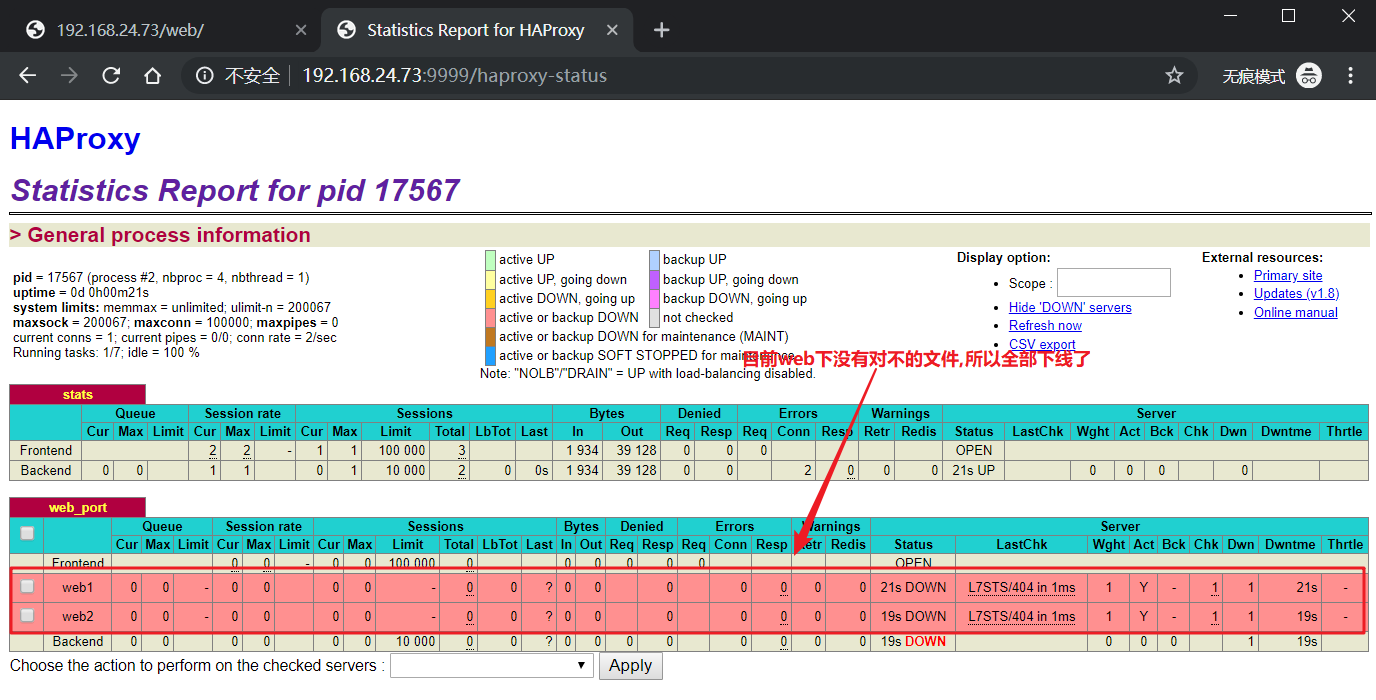 192.168.24.73/web/
Statistics Report for HAProxy
不安全
192.168.24.73:9999/haproxy-status
无痕模式
HAProxy
Statistics Report for pid 17567
> General process information
pid = 17567 (process #2, nbproc = 4, nbthread = 1)
uptime = 0d 0h00m21s
system limits: memmax = unlimited; ulimit-n = 200067
maxsock = 200067; maxconn = 100000; maxpipes = 0
current conns = 1; current pipes = 0/0; conn rate = 2/sec
Running tasks: 1/7; idle = 100 %
active UP backup UP
active UP, going down backup UP, going down
active DOWN, going up backup DOWN, going up
active or backup DOWN not checked
active or backup DOWN for maintenance (MAINT)
active or backup SOFT STOPPED for maintenance
Note: "NOLB"/"DRAIN" = UP with load-balancing disabled.
Display option:
Scope :
Hide 'DOWN' servers
Refresh now
CSV export
External resources:
Primary site
Updates (v1.8)
Online manual
目前web下没有对不的文件,所以全部下线了
stats
Queue Session rate Sessions Bytes Denied Errors Warnings Server
Cur Max Limit Cur Max Limit Cur Max Limit Total LbTot Last In Out Req Resp Req Conn Resp Retr Redis Status LastChk Wght Act Bck Chk Dwn Dwntme Thrtle
Frontend 2 2 - 1 1 100 000 3 1 934 39 128 0 0 0 OPEN
Backend 0 0 1 1 0 1 10 000 2 0 0s 1 934 39 128 0 0 2 0 0 0 21s UP 0 0 0 0
web_port
Queue Session rate Sessions Bytes Denied Errors Warnings Server
Cur Max Limit Cur Max Limit Cur Max Limit Total LbTot Last In Out Req Resp Req Conn Resp Retr Redis Status LastChk Wght Act Bck Chk Dwn Dwntme Thrtle
Frontend 0 0 - 0 0 100 000 0 0 0 0 0 0 OPEN
web1 0 0 - 0 0 0 0 - 0 0 ? 0 0 0 0 0 0 0 21s DOWN L7STS/404 in 1ms 1 Y - 1 1 21s -
web2 0 0 - 0 0 0 0 - 0 0 ? 0 0 0 0 0 0 0 19s DOWN L7STS/404 in 1ms 1 Y - 1 1 19s -
Backend 0 0 0 0 0 0 10 000 0 0 ? 0 0 0 0 0 0 0 0 19s DOWN 0 0 0 1 19s
Choose the action to perform on the checked servers :
Apply